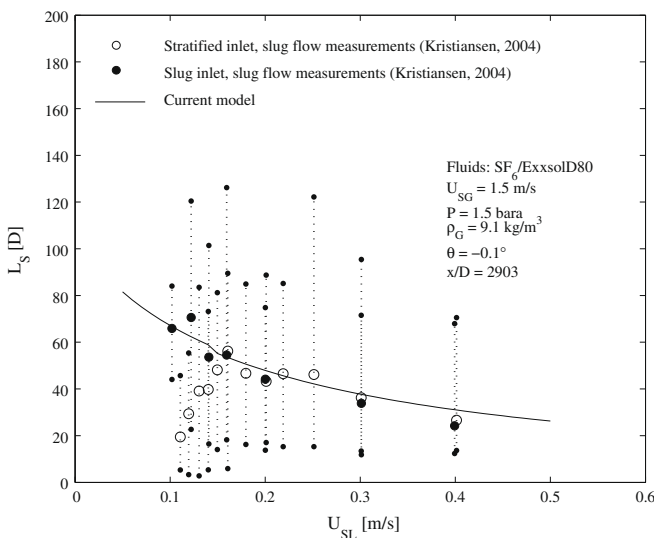 200
180
160
140
120
100
80
60
40
20
0
L_S [D]
Stratified inlet, slug flow measurements (Kristiansen, 2004)
Slug inlet, slug flow measurements (Kristiansen, 2004)
Current model
Fluids: SF_6/ExxsolD80
U_SG = 1.5 m/s
P = 1.5 bara
ρ_G = 9.1 kg/m^3
θ = −0.1°
x/D = 2903
0 0.1 0.2 0.3 0.4 0.5 0.6
U_SL [m/s]